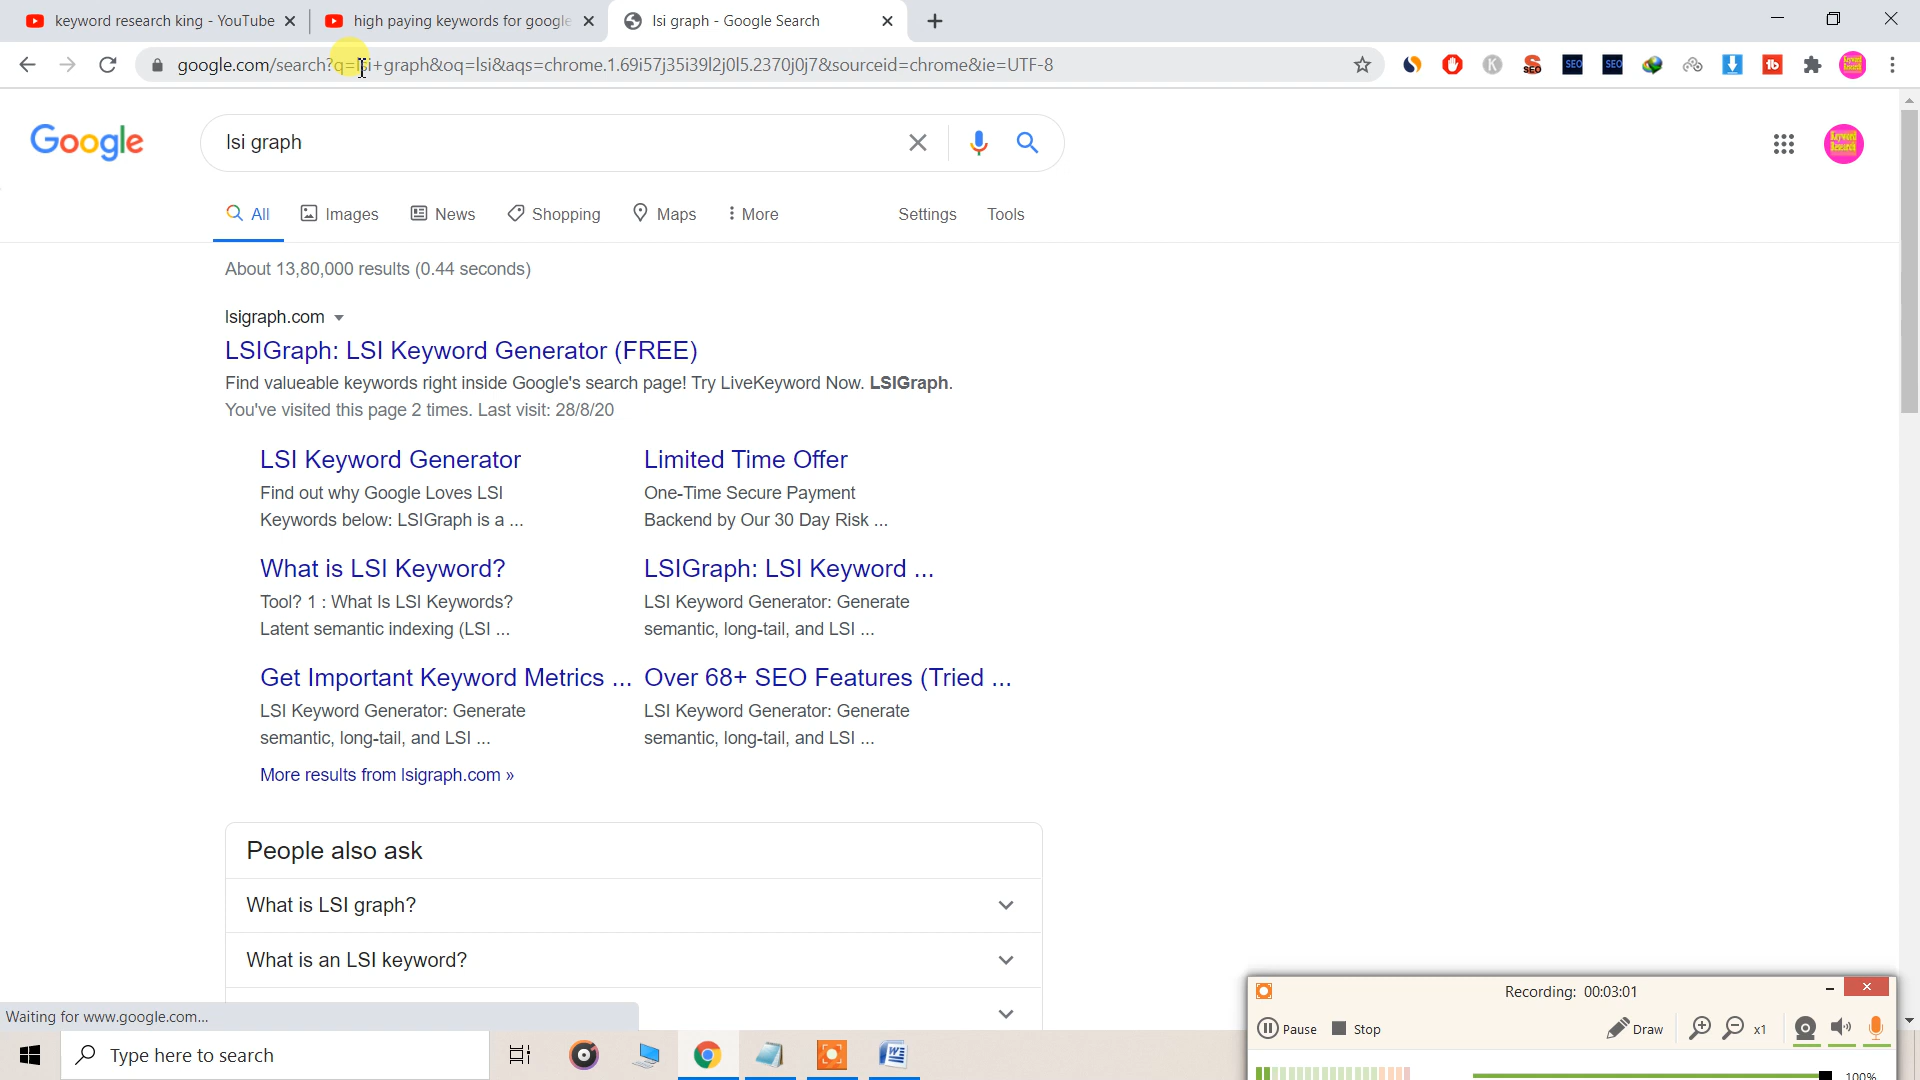 keyword research king - YouTube
high paying keywords for google
lsi graph - Google Search
google.com/search?q=lsi+graph&oq=lsi&aqs=chrome.1.69i57j35i39l2j0l5.2370j0j7&sourceid=chrome&ie=UTF-8
Google
lsi graph
All Images News Shopping Maps More Settings Tools
About 13,80,000 results (0.44 seconds)
lsigraph.com
LSIGraph: LSI Keyword Generator (FREE)
Find valueable keywords right inside Google's search page! Try LiveKeyword Now. LSIGraph.
You've visited this page 2 times. Last visit: 28/8/20
LSI Keyword Generator
Find out why Google Loves LSI
Keywords below: LSIGraph is a ...
Limited Time Offer
One-Time Secure Payment
Backend by Our 30 Day Risk ...
What is LSI Keyword?
Tool? 1 : What Is LSI Keywords?
Latent semantic indexing (LSI ...
LSIGraph: LSI Keyword ...
LSI Keyword Generator: Generate
semantic, long-tail, and LSI ...
Get Important Keyword Metrics ...
LSI Keyword Generator: Generate
semantic, long-tail, and LSI ...
Over 68+ SEO Features (Tried ...
LSI Keyword Generator: Generate
semantic, long-tail, and LSI ...
More results from lsigraph.com »
People also ask
What is LSI graph?
What is an LSI keyword?
Waiting for www.google.com...
Recording: 00:03:01
Pause Stop Draw x1
100%
Type here to search